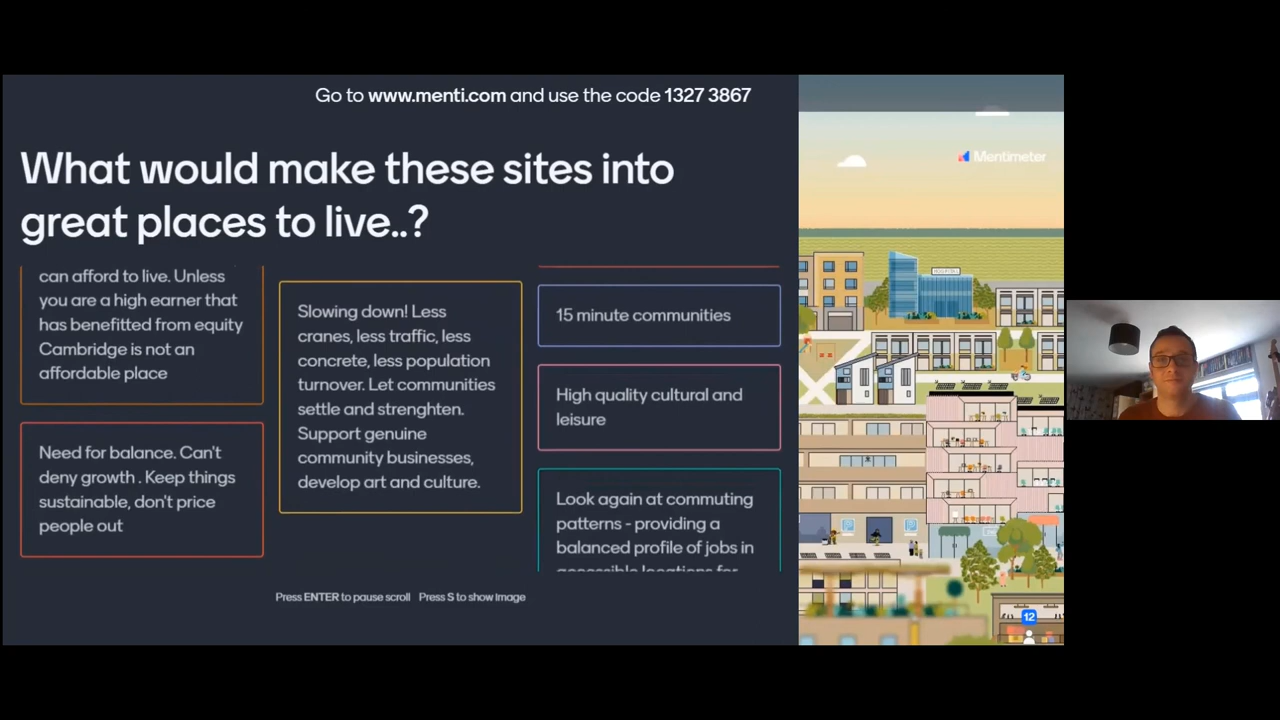 Go to www.menti.com and use the code 1327 3867
Mentimeter
What would make these sites into
great places to live..?
can afford to live. Unless
you are a high earner that
has benefitted from equity
Cambridge is not an
affordable place
Need for balance. Can't
deny growth . Keep things
sustainable, don't price
people out
Slowing down! Less
cranes, less traffic, less
concrete, less population
turnover. Let communities
settle and strenghten.
Support genuine
community businesses,
develop art and culture.
15 minute communities
High quality cultural and
leisure
Look again at commuting
patterns - providing a
balanced profile of jobs in
accessible locations for
HOSPITAL
Press ENTER to pause scroll Press S to show image
12